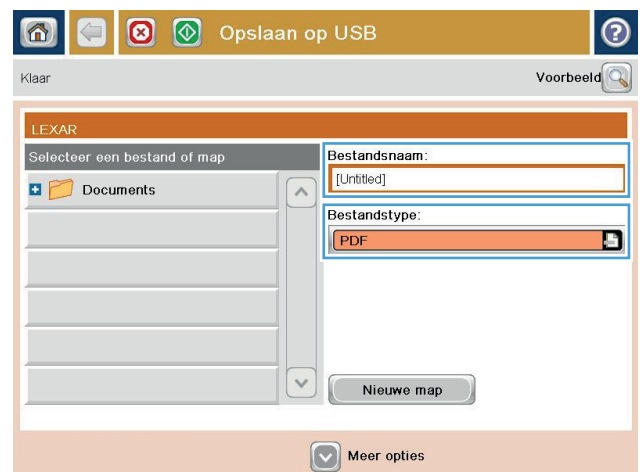 Opslaan op USB
Klaar
Voorbeeld
LEXAR
Selecteer een bestand of map
Documents
Bestandsnaam:
[Untitled]
Bestandstype:
PDF
Nieuwe map
Meer opties